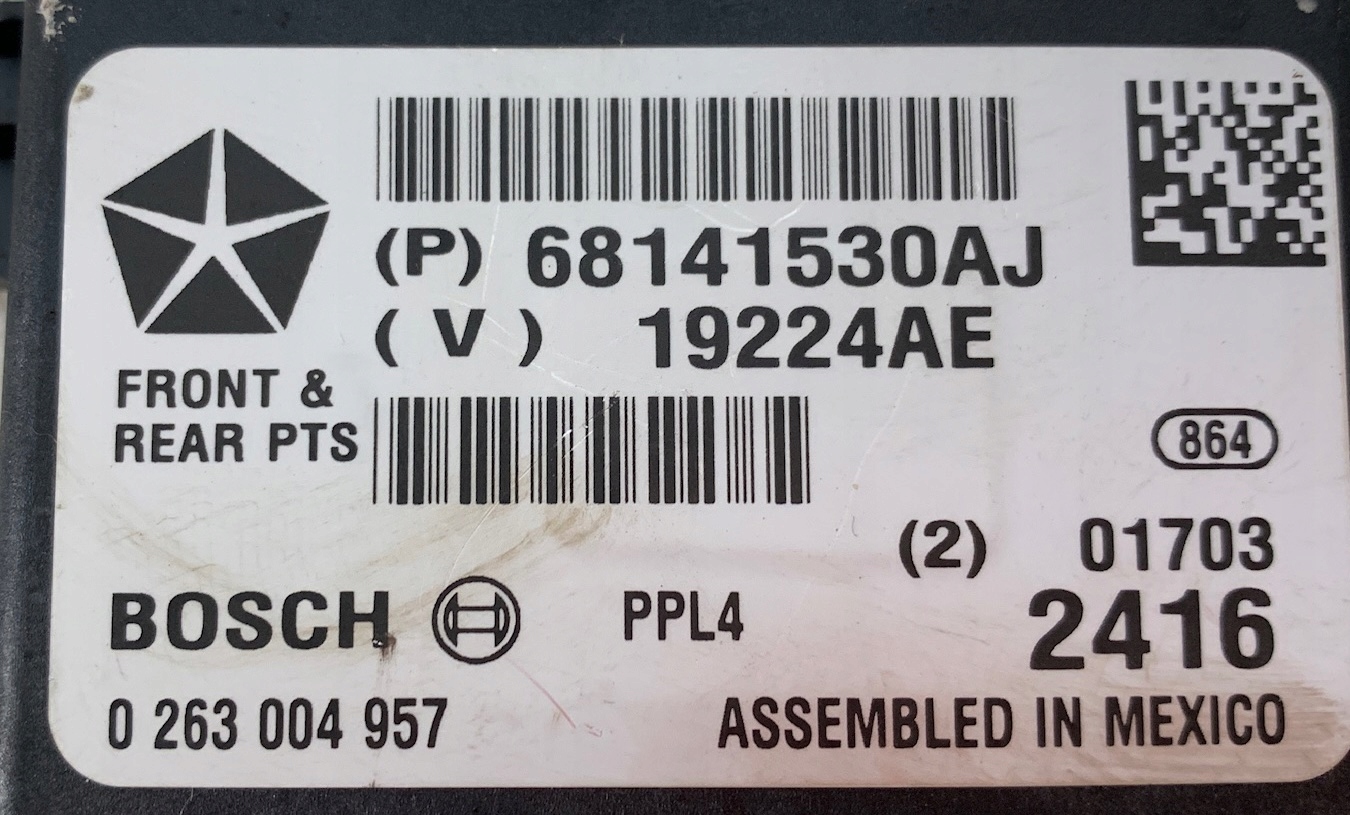 (P) 68141530AJ
( V ) 19224AE
FRONT &
REAR PTS
864
(2) 01703
BOSCH PPL4 2416
0 263 004 957 ASSEMBLED IN MEXICO